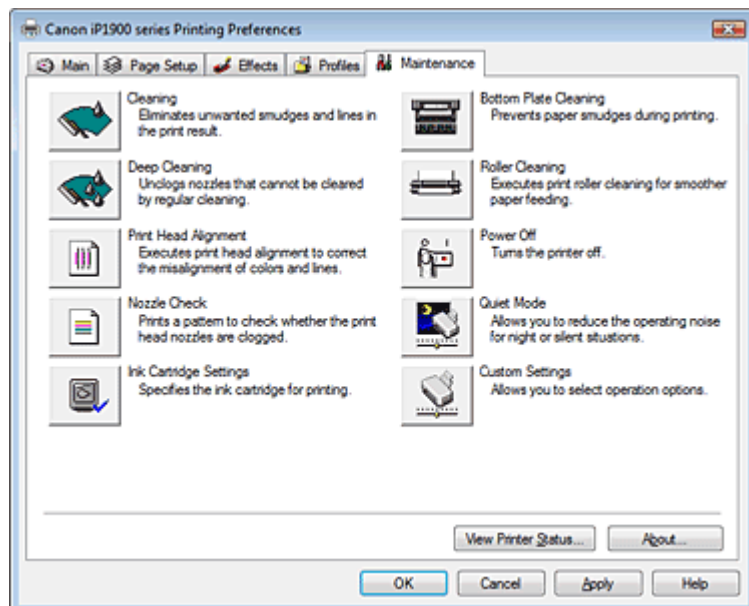 Canon iP1900 series Printing Preferences
Main
Page Setup
Effects
Profiles
Maintenance
Cleaning
Eliminates unwanted smudges and lines in
the print result.
Deep Cleaning
Unclogs nozzles that cannot be cleared
by regular cleaning.
Print Head Alignment
Executes print head alignment to correct
the misalignment of colors and lines.
Nozzle Check
Prints a pattern to check whether the print
head nozzles are clogged.
Ink Cartridge Settings
Specifies the ink cartridge for printing.
Bottom Plate Cleaning
Prevents paper smudges during printing.
Roller Cleaning
Executes print roller cleaning for smoother
paper feeding.
Power Off
Turns the printer off.
Quiet Mode
Allows you to reduce the operating noise
for night or silent situations.
Custom Settings
Allows you to select operation options.
View Printer Status...
About...
OK
Cancel
Apply
Help